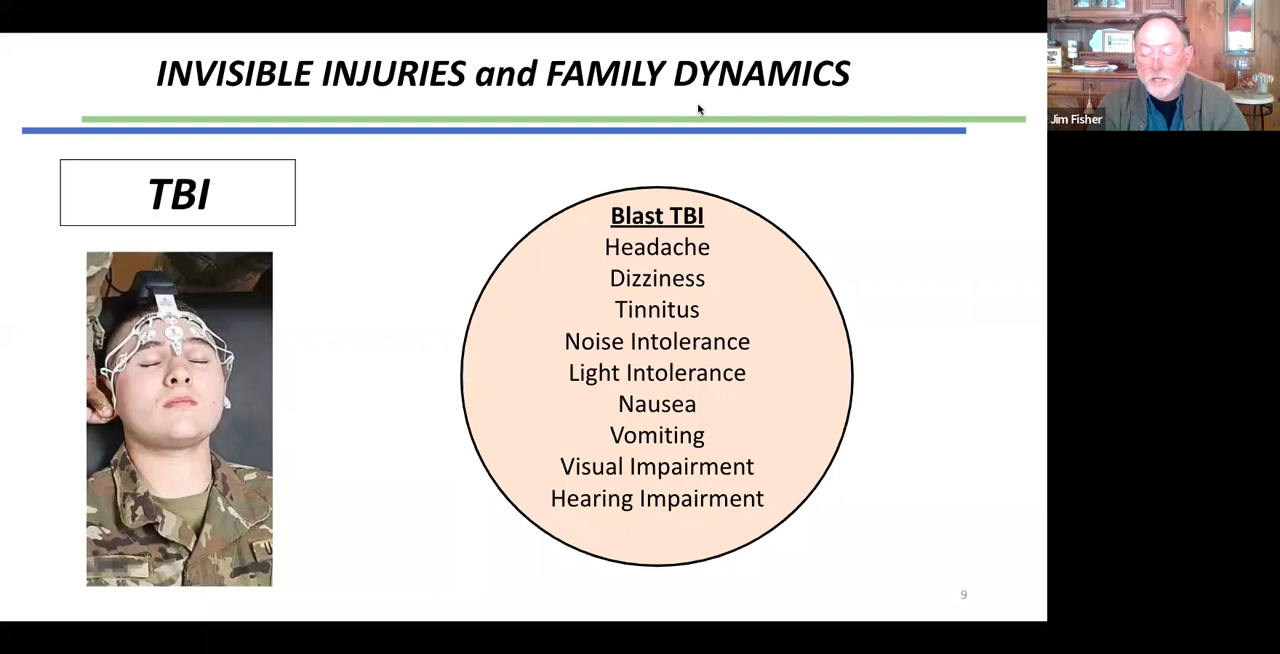 INVISIBLE INJURIES and FAMILY DYNAMICS
TBI
Blast TBI
Headache
Dizziness
Tinnitus
Noise Intolerance
Light Intolerance
Nausea
Vomiting
Visual Impairment
Hearing Impairment
9
Jim Fisher